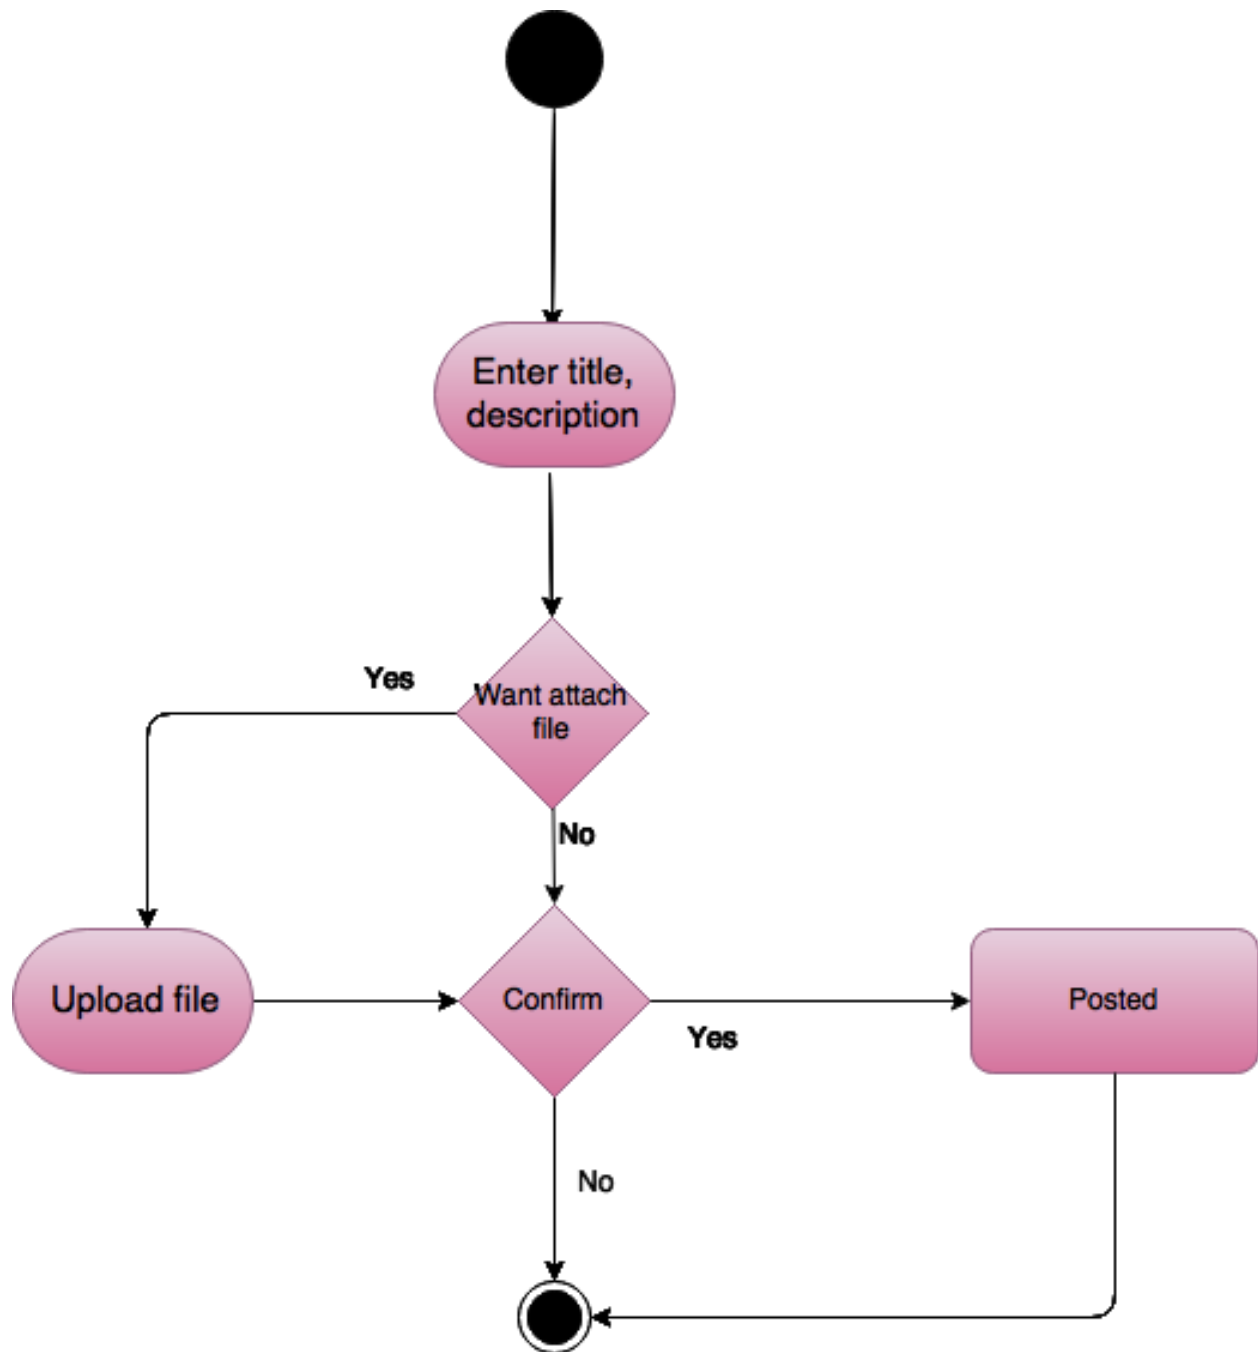 Enter title,
description
Yes
Want attach
file
No
Upload file
Confirm
Yes
Posted
No